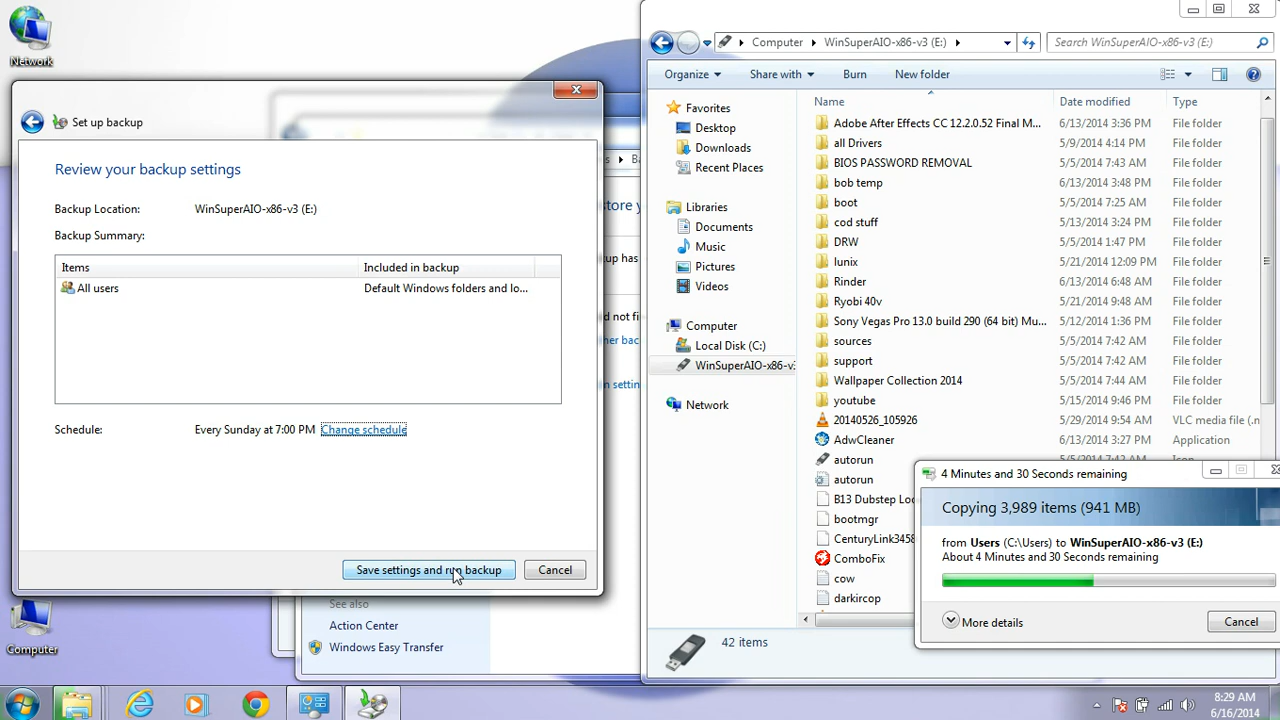 Network
Set up backup
Review your backup settings
Backup Location: WinSuperAIO-x86-v3 (E:)
Backup Summary:
Items Included in backup
All users Default Windows folders and lo...
Schedule: Every Sunday at 7:00 PM Change schedule
Save settings and run backup Cancel
See also
Action Center
Windows Easy Transfer
Computer
Computer WinSuperAIO-x86-v3 (E:) Search WinSuperAIO-x86-v3 (E:)
Organize Share with Burn New folder
Favorites
Desktop
Downloads
Recent Places
Libraries
Documents
Music
Pictures
Videos
Computer
Local Disk (C:)
WinSuperAIO-x86-v3
Network
Name Date modified Type
Adobe After Effects CC 12.2.0.52 Final M... 6/13/2014 3:36 PM File folder
all Drivers 5/9/2014 4:14 PM File folder
BIOS PASSWORD REMOVAL 5/5/2014 7:43 AM File folder
bob temp 6/13/2014 3:48 PM File folder
boot 5/5/2014 7:25 AM File folder
cod stuff 5/13/2014 3:24 PM File folder
DRW 5/5/2014 1:47 PM File folder
lunix 5/21/2014 12:09 PM File folder
Rinder 6/13/2014 6:48 AM File folder
Ryobi 40v 5/21/2014 9:48 AM File folder
Sony Vegas Pro 13.0 build 290 (64 bit) Mu... 5/12/2014 1:36 PM File folder
sources 5/5/2014 7:42 AM File folder
support 5/5/2014 7:42 AM File folder
Wallpaper Collection 2014 5/5/2014 7:44 AM File folder
youtube 5/15/2014 9:46 PM File folder
20140526_105926 5/29/2014 9:54 AM VLC media file (.n
AdwCleaner 6/13/2014 3:27 PM Application
autorun
autorun
B13 Dubstep Lo
bootmgr
CenturyLink3458
ComboFix
cow
darkircop
42 items
4 Minutes and 30 Seconds remaining
Copying 3,989 items (941 MB)
from Users (C:\Users) to WinSuperAIO-x86-v3 (E:)
About 4 Minutes and 30 Seconds remaining
More details Cancel
8:29 AM
6/16/2014